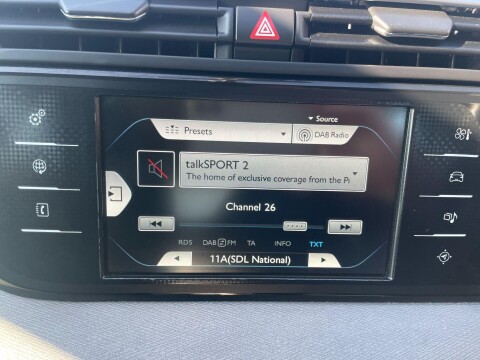 Source
Presets
DAB Radio
talkSPORT 2
The home of exclusive coverage from the P
Channel 26
RDS DAB FM TA INFO TXT
11A(SDL National)